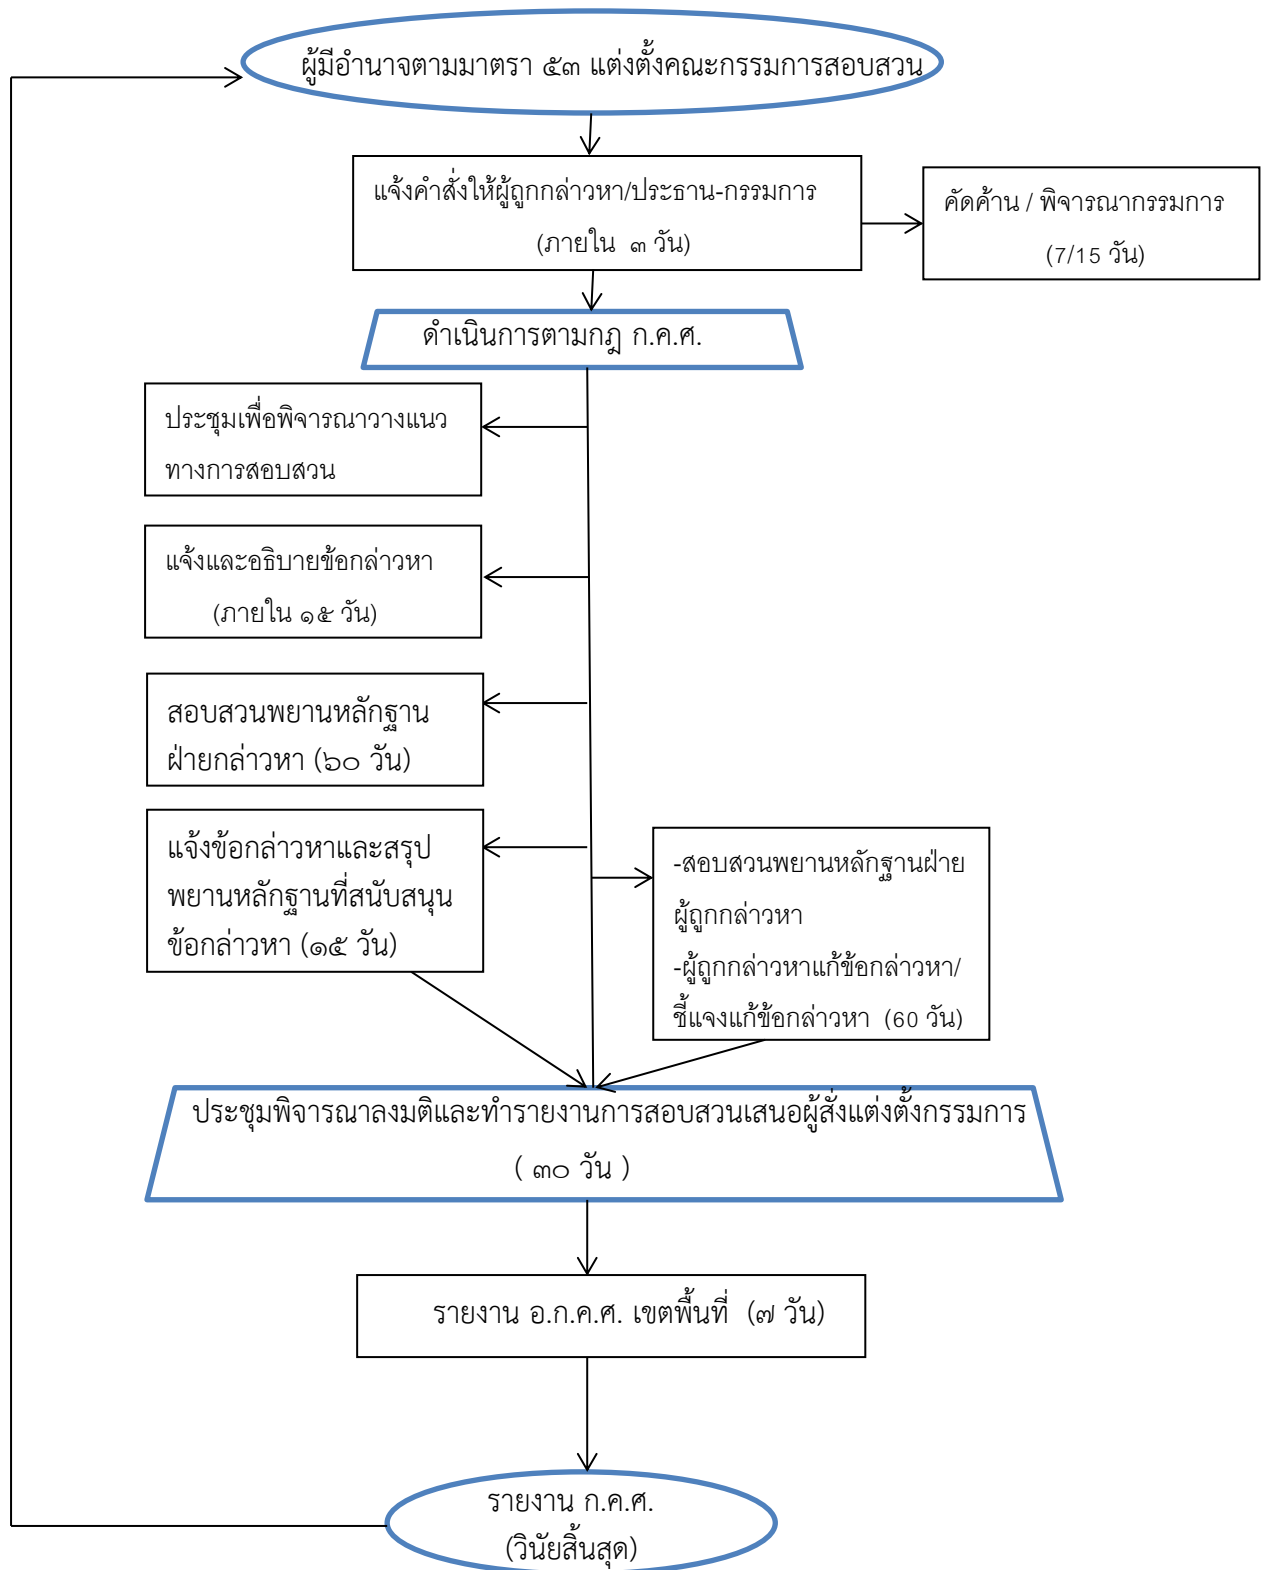 ผู้มีอำนาจตามมาตรา ๕๓ แต่งตั้งคณะกรรมการสอบสวน
แจ้งคำสั่งให้ผู้ถูกกล่าวหา/ประธาน-กรรมการ
(ภายใน ๓ วัน)
คัดค้าน / พิจารณากรรมการ
(7/15 วัน)
ดำเนินการตามกฎ ก.ค.ศ.
ประชุมเพื่อพิจารณาวางแนว
ทางการสอบสวน
แจ้งและอธิบายข้อกล่าวหา
(ภายใน ๑๕ วัน)
สอบสวนพยานหลักฐาน
ฝ่ายกล่าวหา (๖๐ วัน)
แจ้งข้อกล่าวหาและสรุป
พยานหลักฐานที่สนับสนุน
ข้อกล่าวหา (๑๕ วัน)
-สอบสวนพยานหลักฐานฝ่าย
ผู้ถูกกล่าวหา
-ผู้ถูกกล่าวหาแก้ข้อกล่าวหา/
ชี้แจงแก้ข้อกล่าวหา (60 วัน)
ประชุมพิจารณาลงมติและทำรายงานการสอบสวนเสนอผู้สั่งแต่งตั้งกรรมการ
( ๓๐ วัน )
รายงาน อ.ก.ค.ศ. เขตพื้นที่ (๗ วัน)
รายงาน ก.ค.ศ.
(วินัยสิ้นสุด)